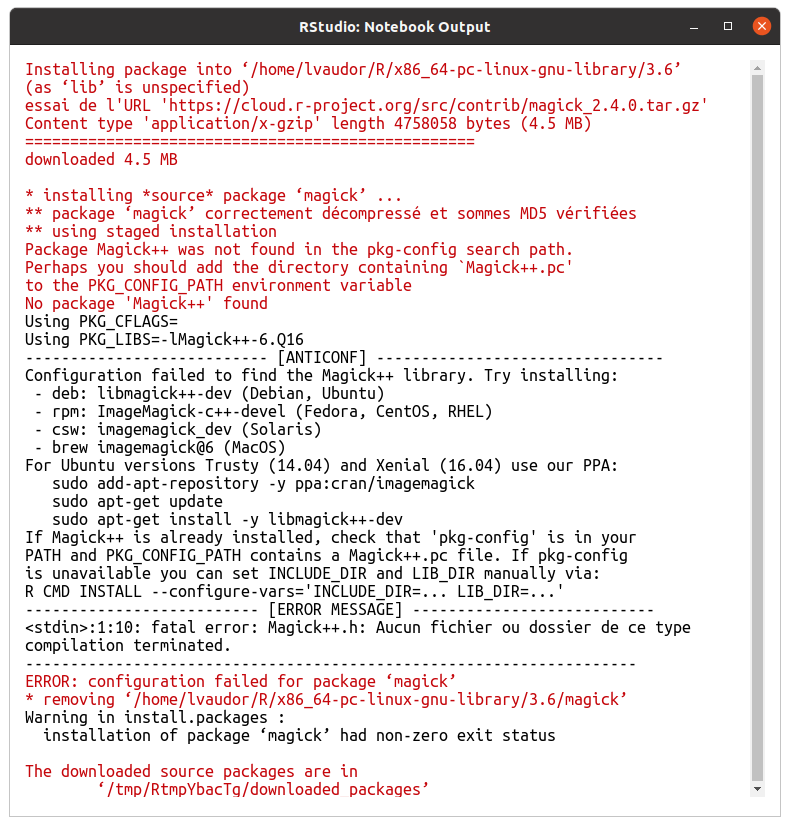 RStudio: Notebook Output
Installing package into ‘/home/lvaudor/R/x86_64-pc-linux-gnu-library/3.6’
(as ‘lib’ is unspecified)
essai de l'URL 'https://cloud.r-project.org/src/contrib/magick_2.4.0.tar.gz'
Content type 'application/x-gzip' length 4758058 bytes (4.5 MB)
==================================================
downloaded 4.5 MB
* installing *source* package ‘magick’ ...
** package ‘magick’ correctement décompressé et sommes MD5 vérifiées
** using staged installation
Package Magick++ was not found in the pkg-config search path.
Perhaps you should add the directory containing `Magick++.pc'
to the PKG_CONFIG_PATH environment variable
No package 'Magick++' found
Using PKG_CFLAGS=
Using PKG_LIBS=-lMagick++-6.Q16
--------------------------- [ANTICONF] --------------------------------
Configuration failed to find the Magick++ library. Try installing:
 - deb: libmagick++-dev (Debian, Ubuntu)
 - rpm: ImageMagick-c++-devel (Fedora, CentOS, RHEL)
 - csw: imagemagick_dev (Solaris)
 - brew imagemagick@6 (MacOS)
For Ubuntu versions Trusty (14.04) and Xenial (16.04) use our PPA:
   sudo add-apt-repository -y ppa:cran/imagemagick
   sudo apt-get update
   sudo apt-get install -y libmagick++-dev
If Magick++ is already installed, check that 'pkg-config' is in your
PATH and PKG_CONFIG_PATH contains a Magick++.pc file. If pkg-config
is unavailable you can set INCLUDE_DIR and LIB_DIR manually via:
R CMD INSTALL --configure-vars='INCLUDE_DIR=... LIB_DIR=...'
-------------------------- [ERROR MESSAGE] ---------------------------
<stdin>:1:10: fatal error: Magick++.h: Aucun fichier ou dossier de ce type
compilation terminated.
--------------------------------------------------------------------
ERROR: configuration failed for package ‘magick’
* removing ‘/home/lvaudor/R/x86_64-pc-linux-gnu-library/3.6/magick’
Warning in install.packages :
  installation of package ‘magick’ had non-zero exit status
The downloaded source packages are in
	‘/tmp/RtmpYbacTg/downloaded_packages’